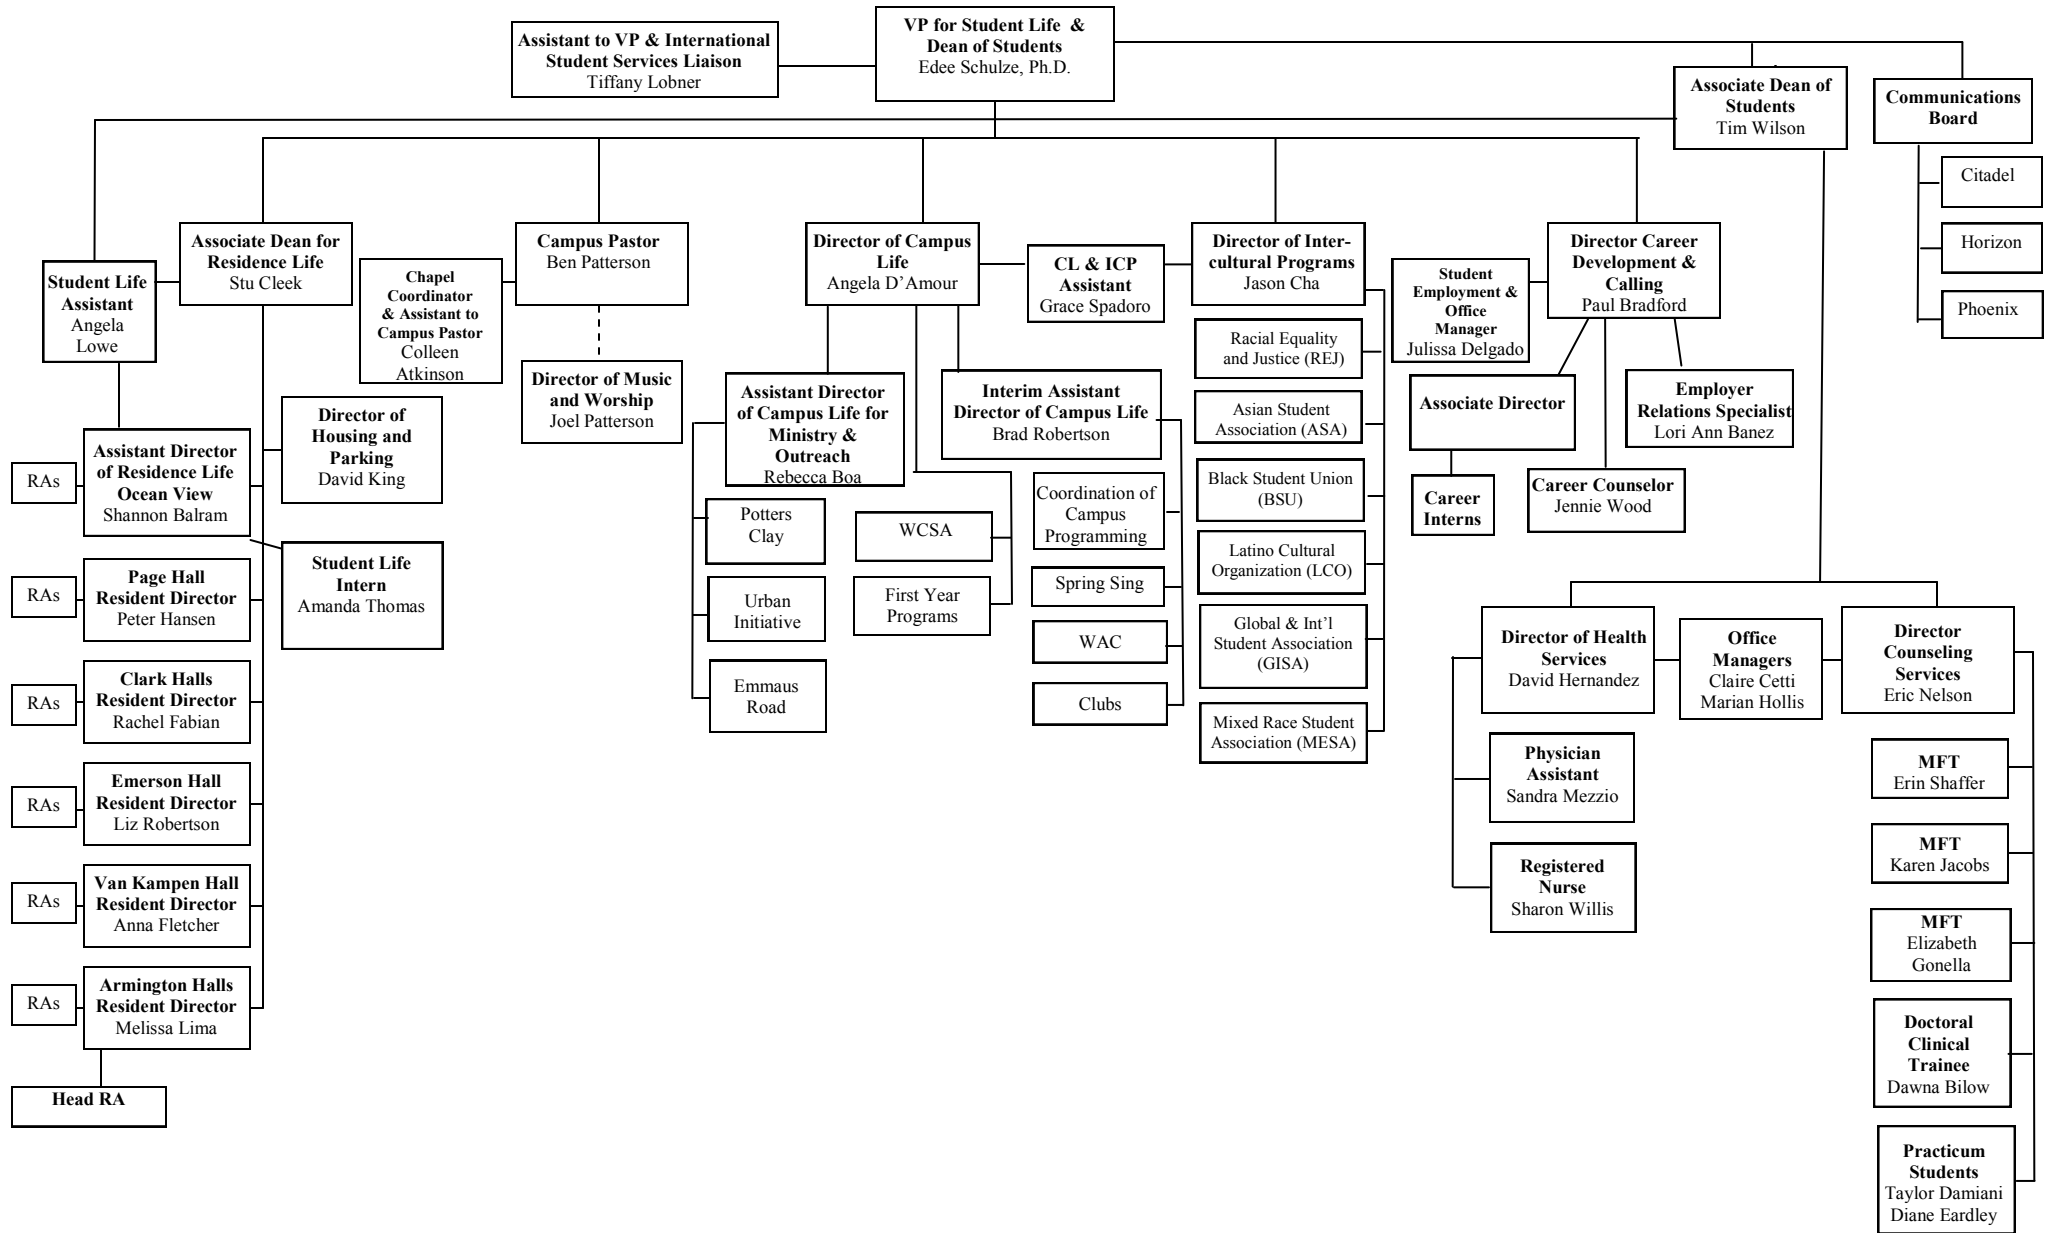 VP for Student Life &
Dean of Students
Edee Schulze, Ph.D.
Assistant to VP & International
Student Services Liaison
Tiffany Lobner
Associate Dean of
Students
Tim Wilson
Communications
Board
Citadel
Horizon
Phoenix
Student Life
Assistant
Angela
Lowe
Associate Dean for
Residence Life
Stu Cleek
Chapel
Coordinator
& Assistant to
Campus Pastor
Colleen
Atkinson
Campus Pastor
Ben Patterson
Director of Music
and Worship
Joel Patterson
Director of Campus
Life
Angela D’Amour
CL & ICP
Assistant
Grace Spadoro
Director of Inter-
cultural Programs
Jason Cha
Student
Employment &
Office
Manager
Julissa Delgado
Director Career
Development &
Calling
Paul Bradford
Director of
Housing and
Parking
David King
Assistant Director
of Residence Life
Ocean View
Shannon Balram
RAs
Student Life
Intern
Amanda Thomas
Page Hall
Resident Director
Peter Hansen
RAs
Clark Halls
Resident Director
Rachel Fabian
RAs
Emerson Hall
Resident Director
Liz Robertson
RAs
Van Kampen Hall
Resident Director
Anna Fletcher
RAs
Armington Halls
Resident Director
Melissa Lima
RAs
Head RA
Assistant Director
of Campus Life for
Ministry &
Outreach
Rebecca Boa
Potters
Clay
Urban
Initiative
Emmaus
Road
WCSA
First Year
Programs
Interim Assistant
Director of Campus Life
Brad Robertson
Coordination of
Campus
Programming
Spring Sing
WAC
Clubs
Racial Equality
and Justice (REJ)
Asian Student
Association (ASA)
Black Student Union
(BSU)
Latino Cultural
Organization (LCO)
Global & Int’l
Student Association
(GISA)
Mixed Race Student
Association (MESA)
Associate Director
Career
Interns
Career Counselor
Jennie Wood
Employer
Relations Specialist
Lori Ann Banez
Director of Health
Services
David Hernandez
Office
Managers
Claire Cetti
Marian Hollis
Director
Counseling
Services
Eric Nelson
Physician
Assistant
Sandra Mezzio
Registered
Nurse
Sharon Willis
MFT
Erin Shaffer
MFT
Karen Jacobs
MFT
Elizabeth
Gonella
Doctoral
Clinical
Trainee
Dawna Bilow
Practicum
Students
Taylor Damiani
Diane Eardley